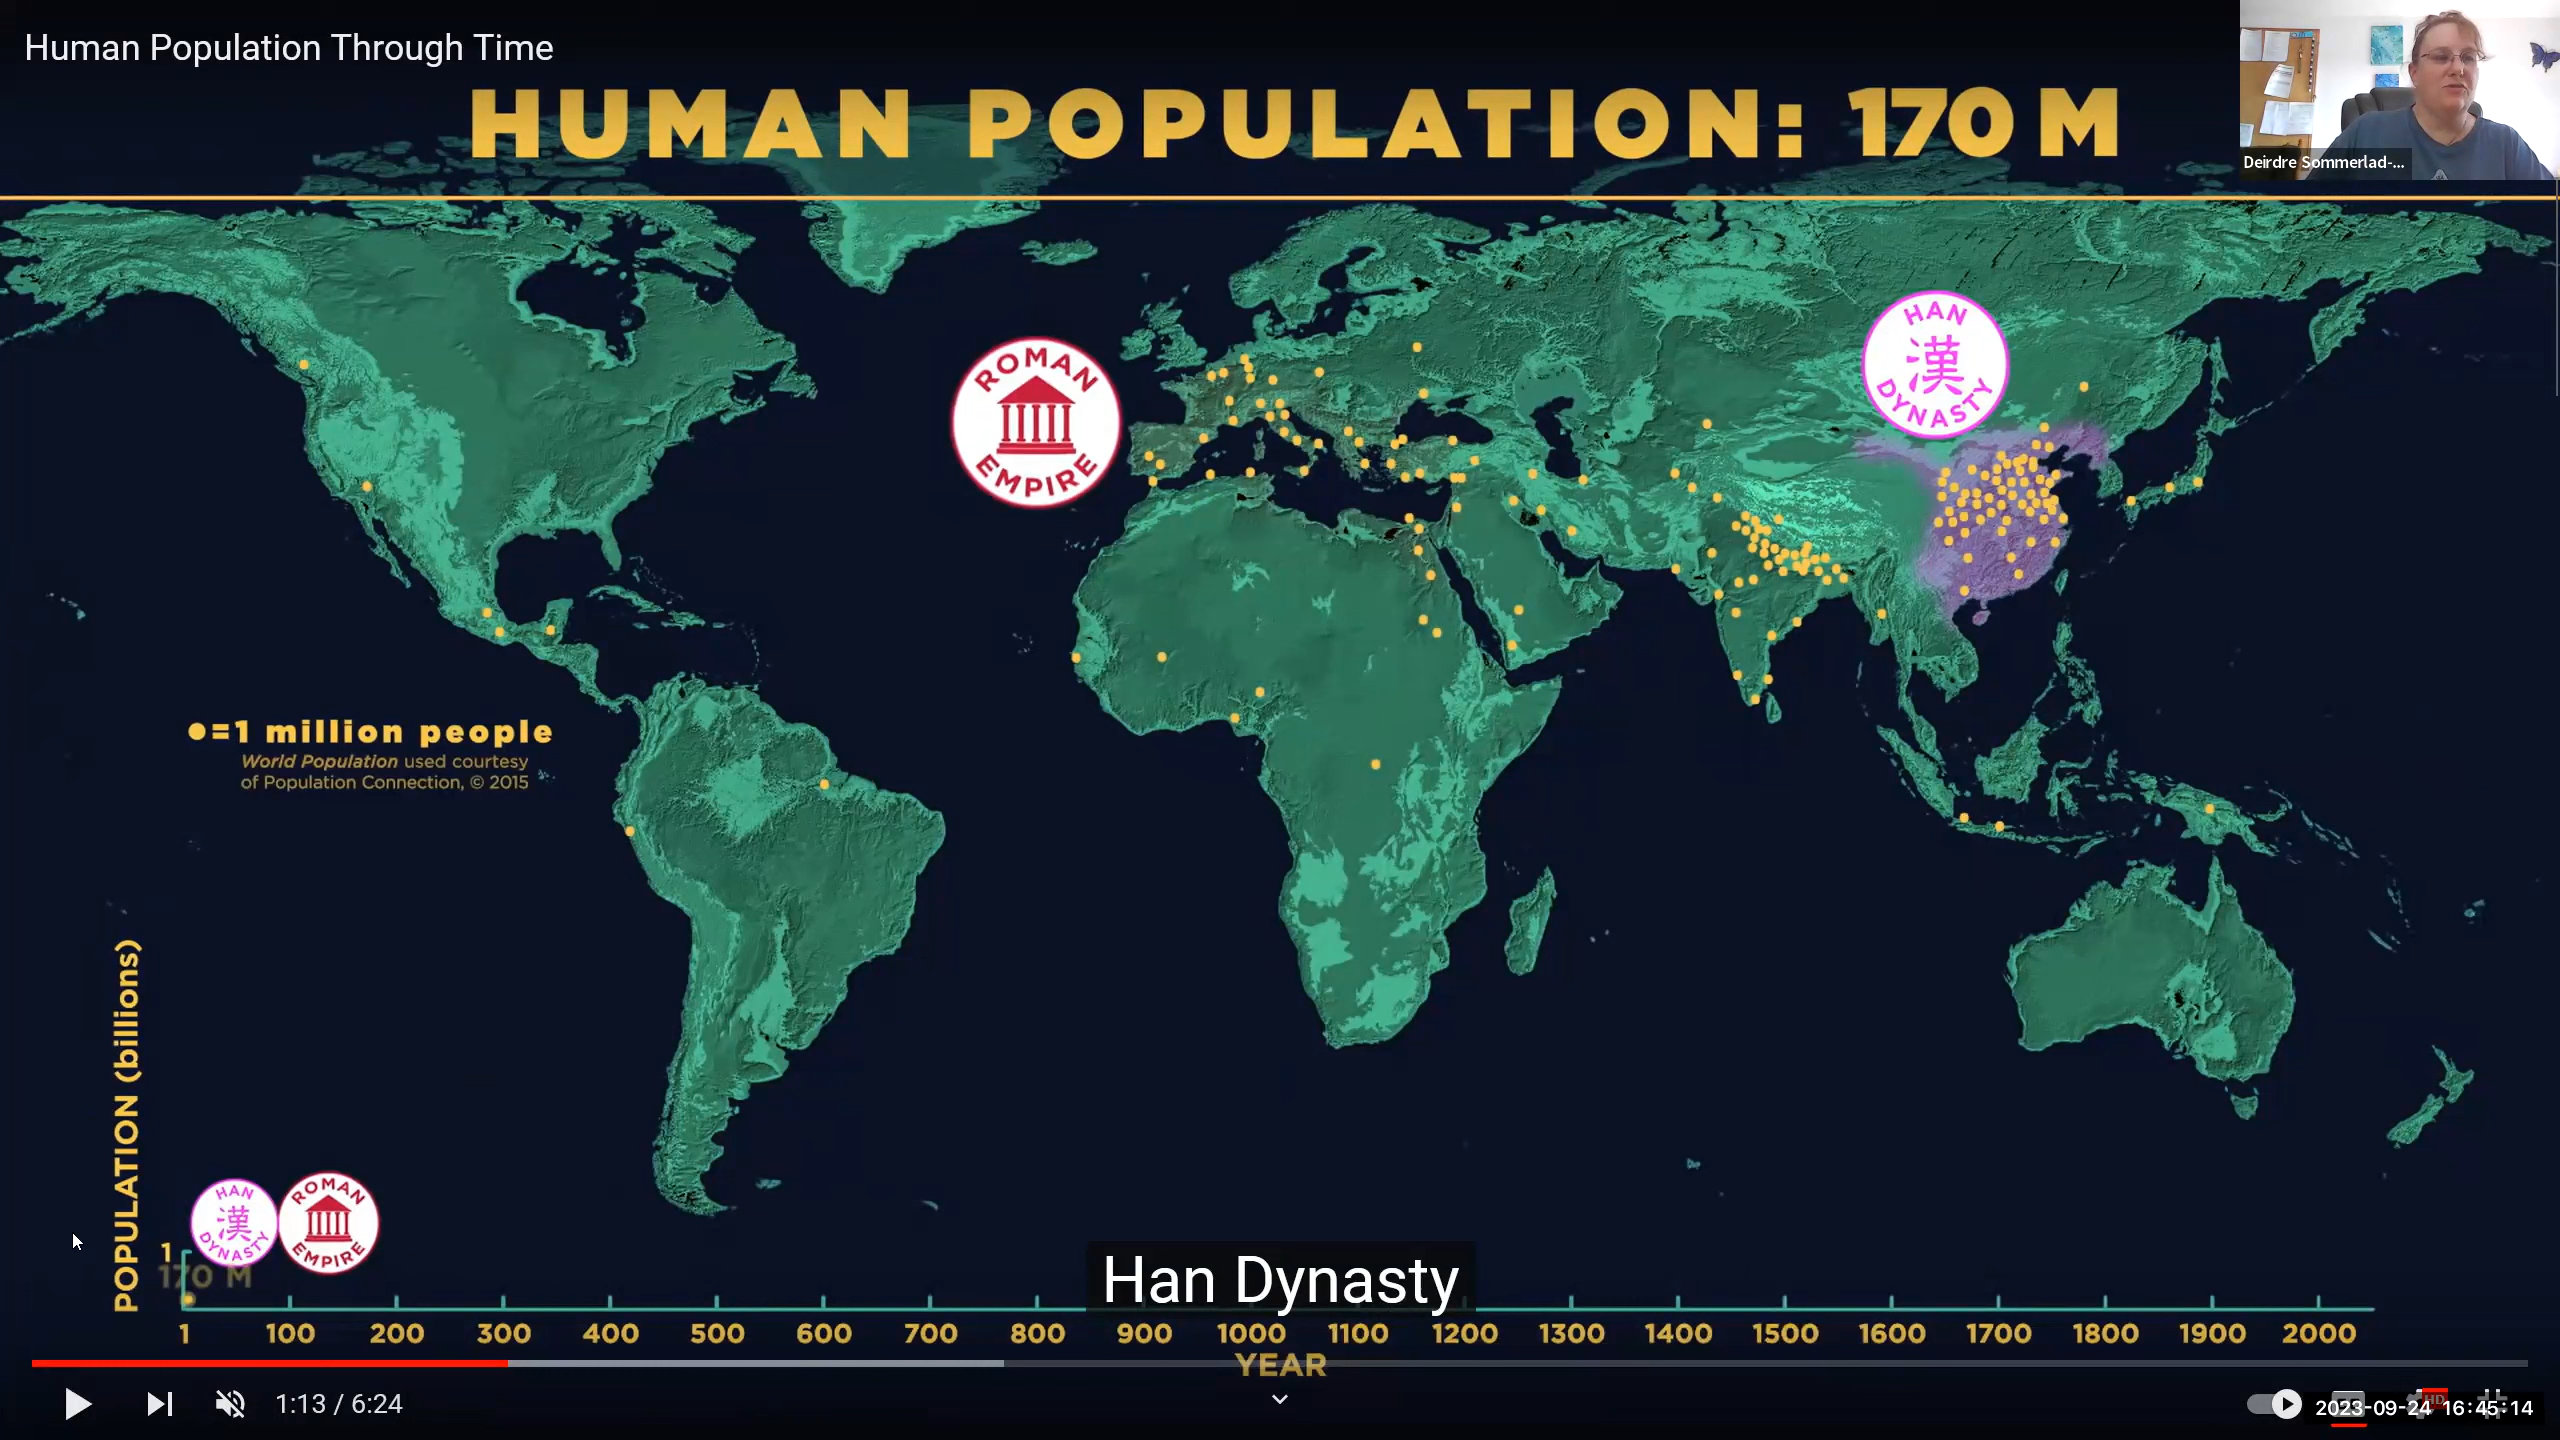 Human Population Through Time
HUMAN POPULATION: 170 M
Deirdre Sommerlad-...
HAN
漢
DYNASTY
ROMAN
EMPIRE
=1 million people
World Population used courtesy
of Population Connection, © 2015
POPULATION (billions)
HAN
漢
DYNASTY
ROMAN
EMPIRE
1
170 M
Han Dynasty
1 100 200 300 400 500 600 700 800 900 1000 1100 1200 1300 1400 1500 1600 1700 1800 1900 2000
YEAR
1:13 / 6:24
HD
2023-09-24 16:45:14